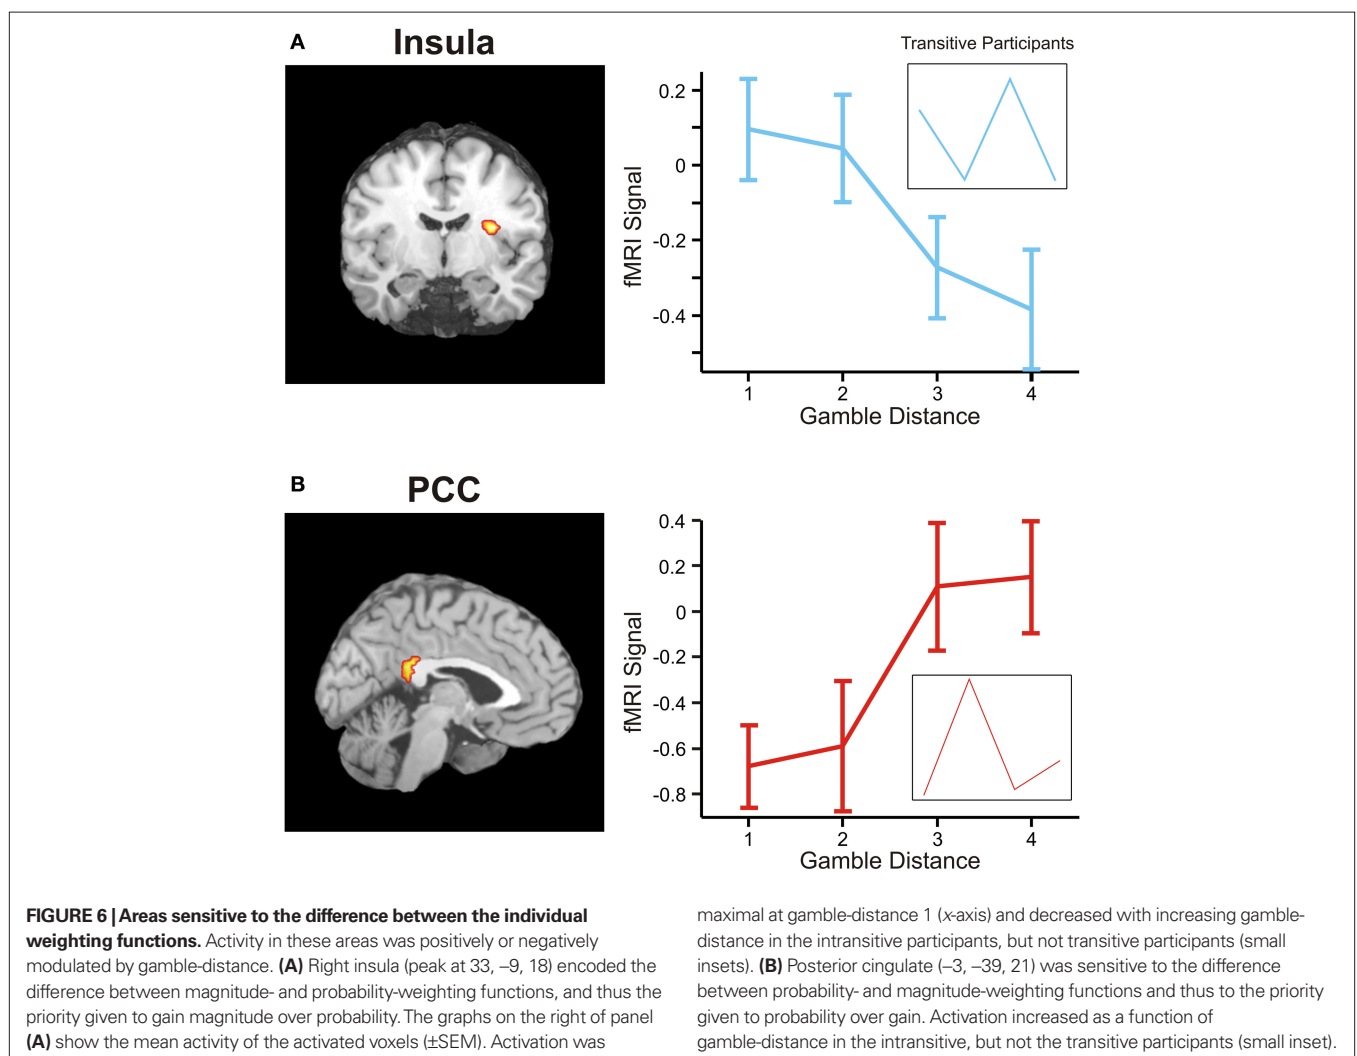 A
Insula
Transitive Participants
0.2
0
-0.2
-0.4
fMRI Signal
1 2 3 4
Gamble Distance
B
PCC
0.4
0.2
0
-0.2
-0.4
-0.6
-0.8
fMRI Signal
1 2 3 4
Gamble Distance
FIGURE 6 | Areas sensitive to the difference between the individual
weighting functions. Activity in these areas was positively or negatively
modulated by gamble-distance. (A) Right insula (peak at 33, –9, 18) encoded the
difference between magnitude- and probability-weighting functions, and thus the
priority given to gain magnitude over probability. The graphs on the right of panel
(A) show the mean activity of the activated voxels (±SEM). Activation was
maximal at gamble-distance 1 (x-axis) and decreased with increasing gamble-
distance in the intransitive participants, but not transitive participants (small
insets). (B) Posterior cingulate (–3, –39, 21) was sensitive to the difference
between probability- and magnitude-weighting functions and thus to the priority
given to probability over gain. Activation increased as a function of
gamble-distance in the intransitive, but not the transitive participants (small inset).